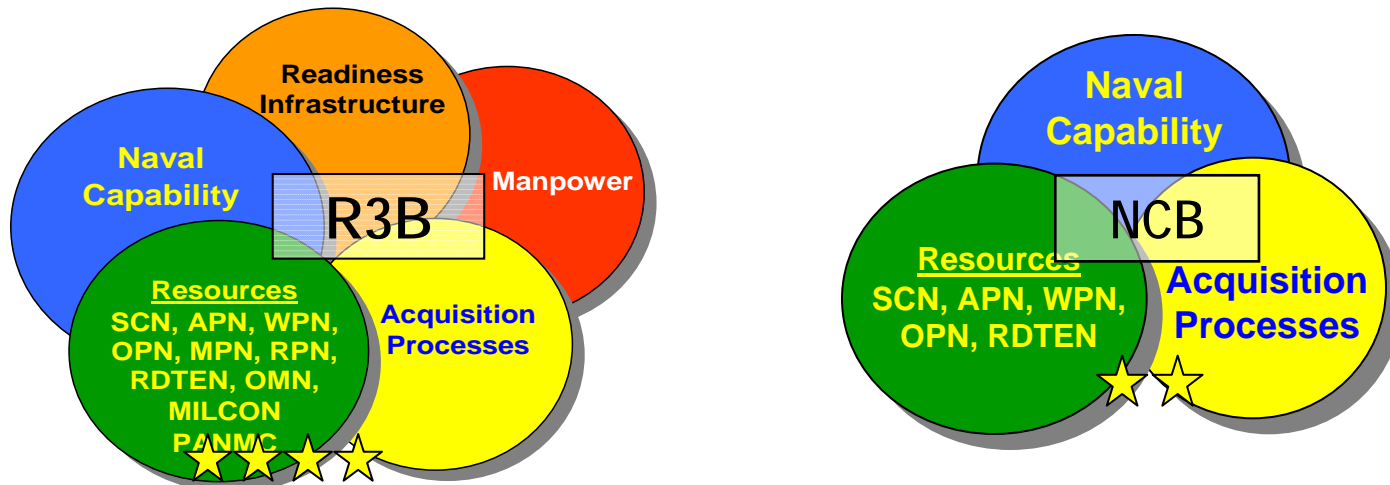 Readiness
Infrastructure
Naval
Capability
Manpower
R3B
Resources
SCN, APN, WPN,
OPN, MPN, RPN,
RDTEN, OMN,
MILCON
PANMC
Acquisition
Processes
Naval
Capability
NCB
Resources
SCN, APN, WPN,
OPN, RDTEN
Acquisition
Processes